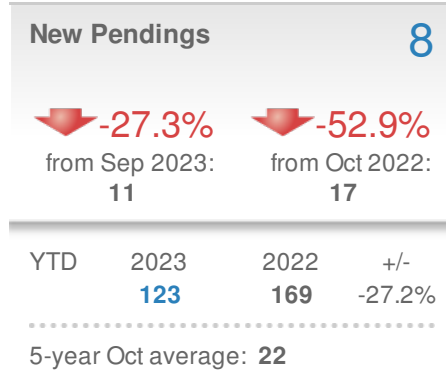 New Pendings 8
-27.3% -52.9%
from Sep 2023: from Oct 2022:
11 17
YTD 2023 2022 +/-
123 169 -27.2%
5-year Oct average: 22